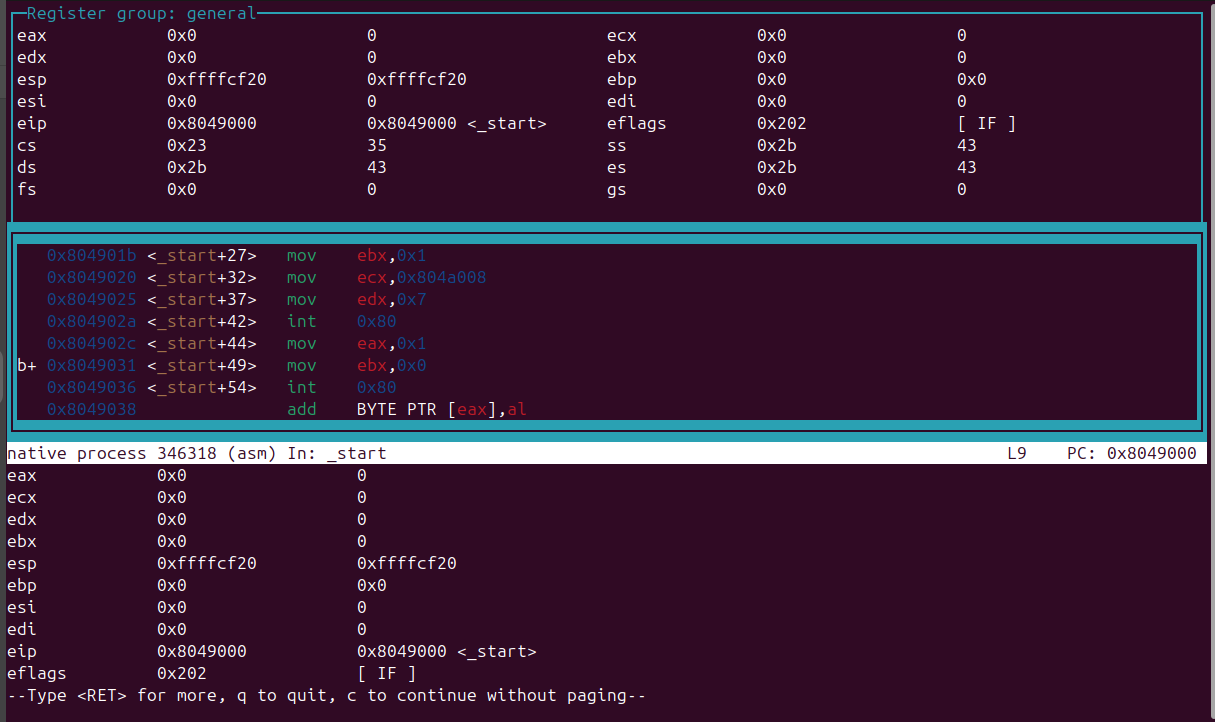 Register group: general
eax 0x0 0 ecx 0x0 0
edx 0x0 0 ebx 0x0 0
esp 0xffffcf20 0xffffcf20 ebp 0x0 0x0
esi 0x0 0 edi 0x0 0
eip 0x8049000 0x8049000 <_start> eflags 0x202 [ IF ]
cs 0x23 35 ss 0x2b 43
ds 0x2b 43 es 0x2b 43
fs 0x0 0 gs 0x0 0
0x804901b <_start+27> mov ebx,0x1
0x8049020 <_start+32> mov ecx,0x804a008
0x8049025 <_start+37> mov edx,0x7
0x804902a <_start+42> int 0x80
0x804902c <_start+44> mov eax,0x1
b+ 0x8049031 <_start+49> mov ebx,0x0
0x8049036 <_start+54> int 0x80
0x8049038 add BYTE PTR [eax],al
native process 346318 (asm) In: _start L9 PC: 0x8049000
eax 0x0 0
ecx 0x0 0
edx 0x0 0
ebx 0x0 0
esp 0xffffcf20 0xffffcf20
ebp 0x0 0x0
esi 0x0 0
edi 0x0 0
eip 0x8049000 0x8049000 <_start>
eflags 0x202 [ IF ]
--Type <RET> for more, q to quit, c to continue without paging--